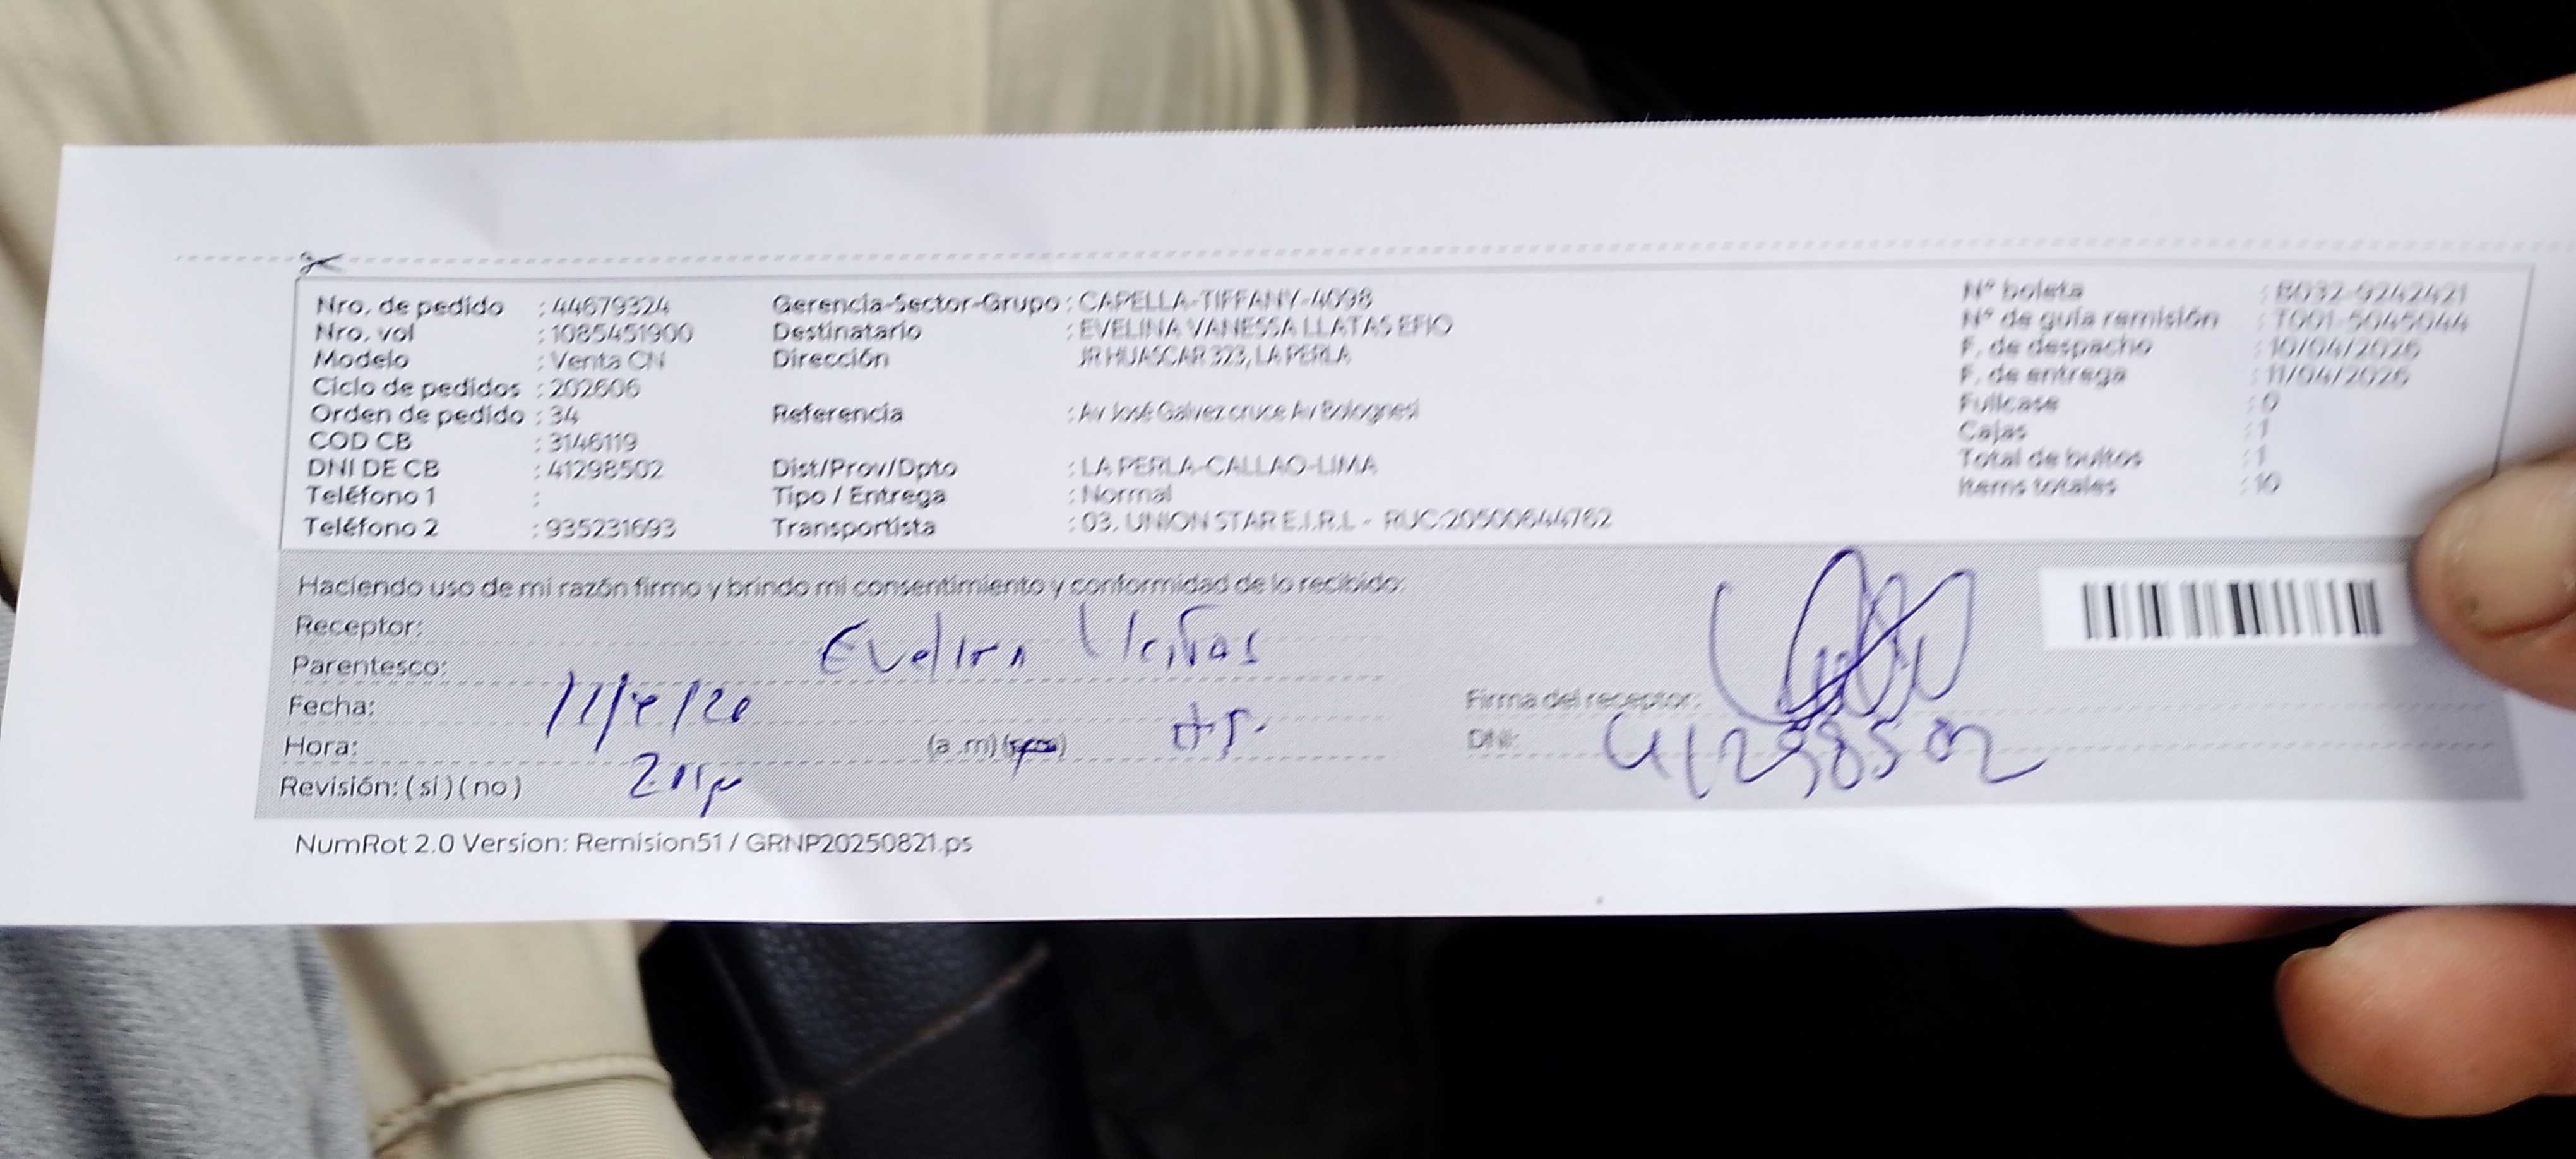 Nro. de pedido : 44679324 Gerencia-Sector-Grupo : CAPELLA-TIFFANY-4098 N° boleta : B032-9242421
Nro. vol : 1085451900 Destinatario : EVELINA VANESSA LLATAS EFIO N° de guía remisión : T001-5045044
Modelo : Venta CN Dirección JR HUASCAR 323, LA PERLA F. de despacho : 10/04/2026
Ciclo de pedidos : 202606 F. de entrega : 11/04/2026
Orden de pedido : 34 Referencia : Av José Galvez cruce Av Bolognesi Fullcase : 0
COD CB : 3146119 Cajas : 1
DNI DE CB : 41298502 Dist/Prov/Dpto : LA PERLA-CALLAO-LIMA Total de bultos : 1
Teléfono 1 : Tipo / Entrega : Normal Items totales : 10
Teléfono 2 : 935231693 Transportista : 03. UNION STAR E.I.R.L - RUC:20500644762
Haciendo uso de mi razón firmo y brindo mi consentimiento y conformidad de lo recibido:
Receptor:
Parentesco:
Fecha: Firma del receptor:
Hora: (a .m) DNI: 41298502
Revisión: ( si ) ( no )
NumRot 2.0 Version: Remision51 / GRNP20250821.ps